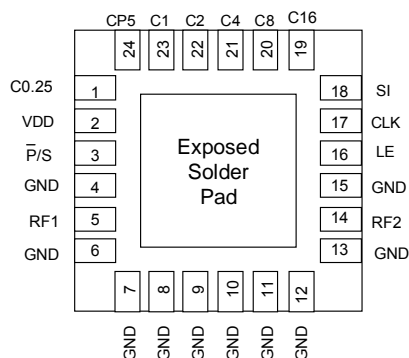 CP5 C1 C2 C4 C8 C16
24 23 22 21 20 19
C0.25 1 18 SI
VDD 2 17 CLK
P̅/S 3 16 LE
GND 4 15 GND
RF1 5 14 RF2
GND 6 13 GND
Exposed
Solder
Pad
7 8 9 10 11 12
GND GND GND GND GND GND